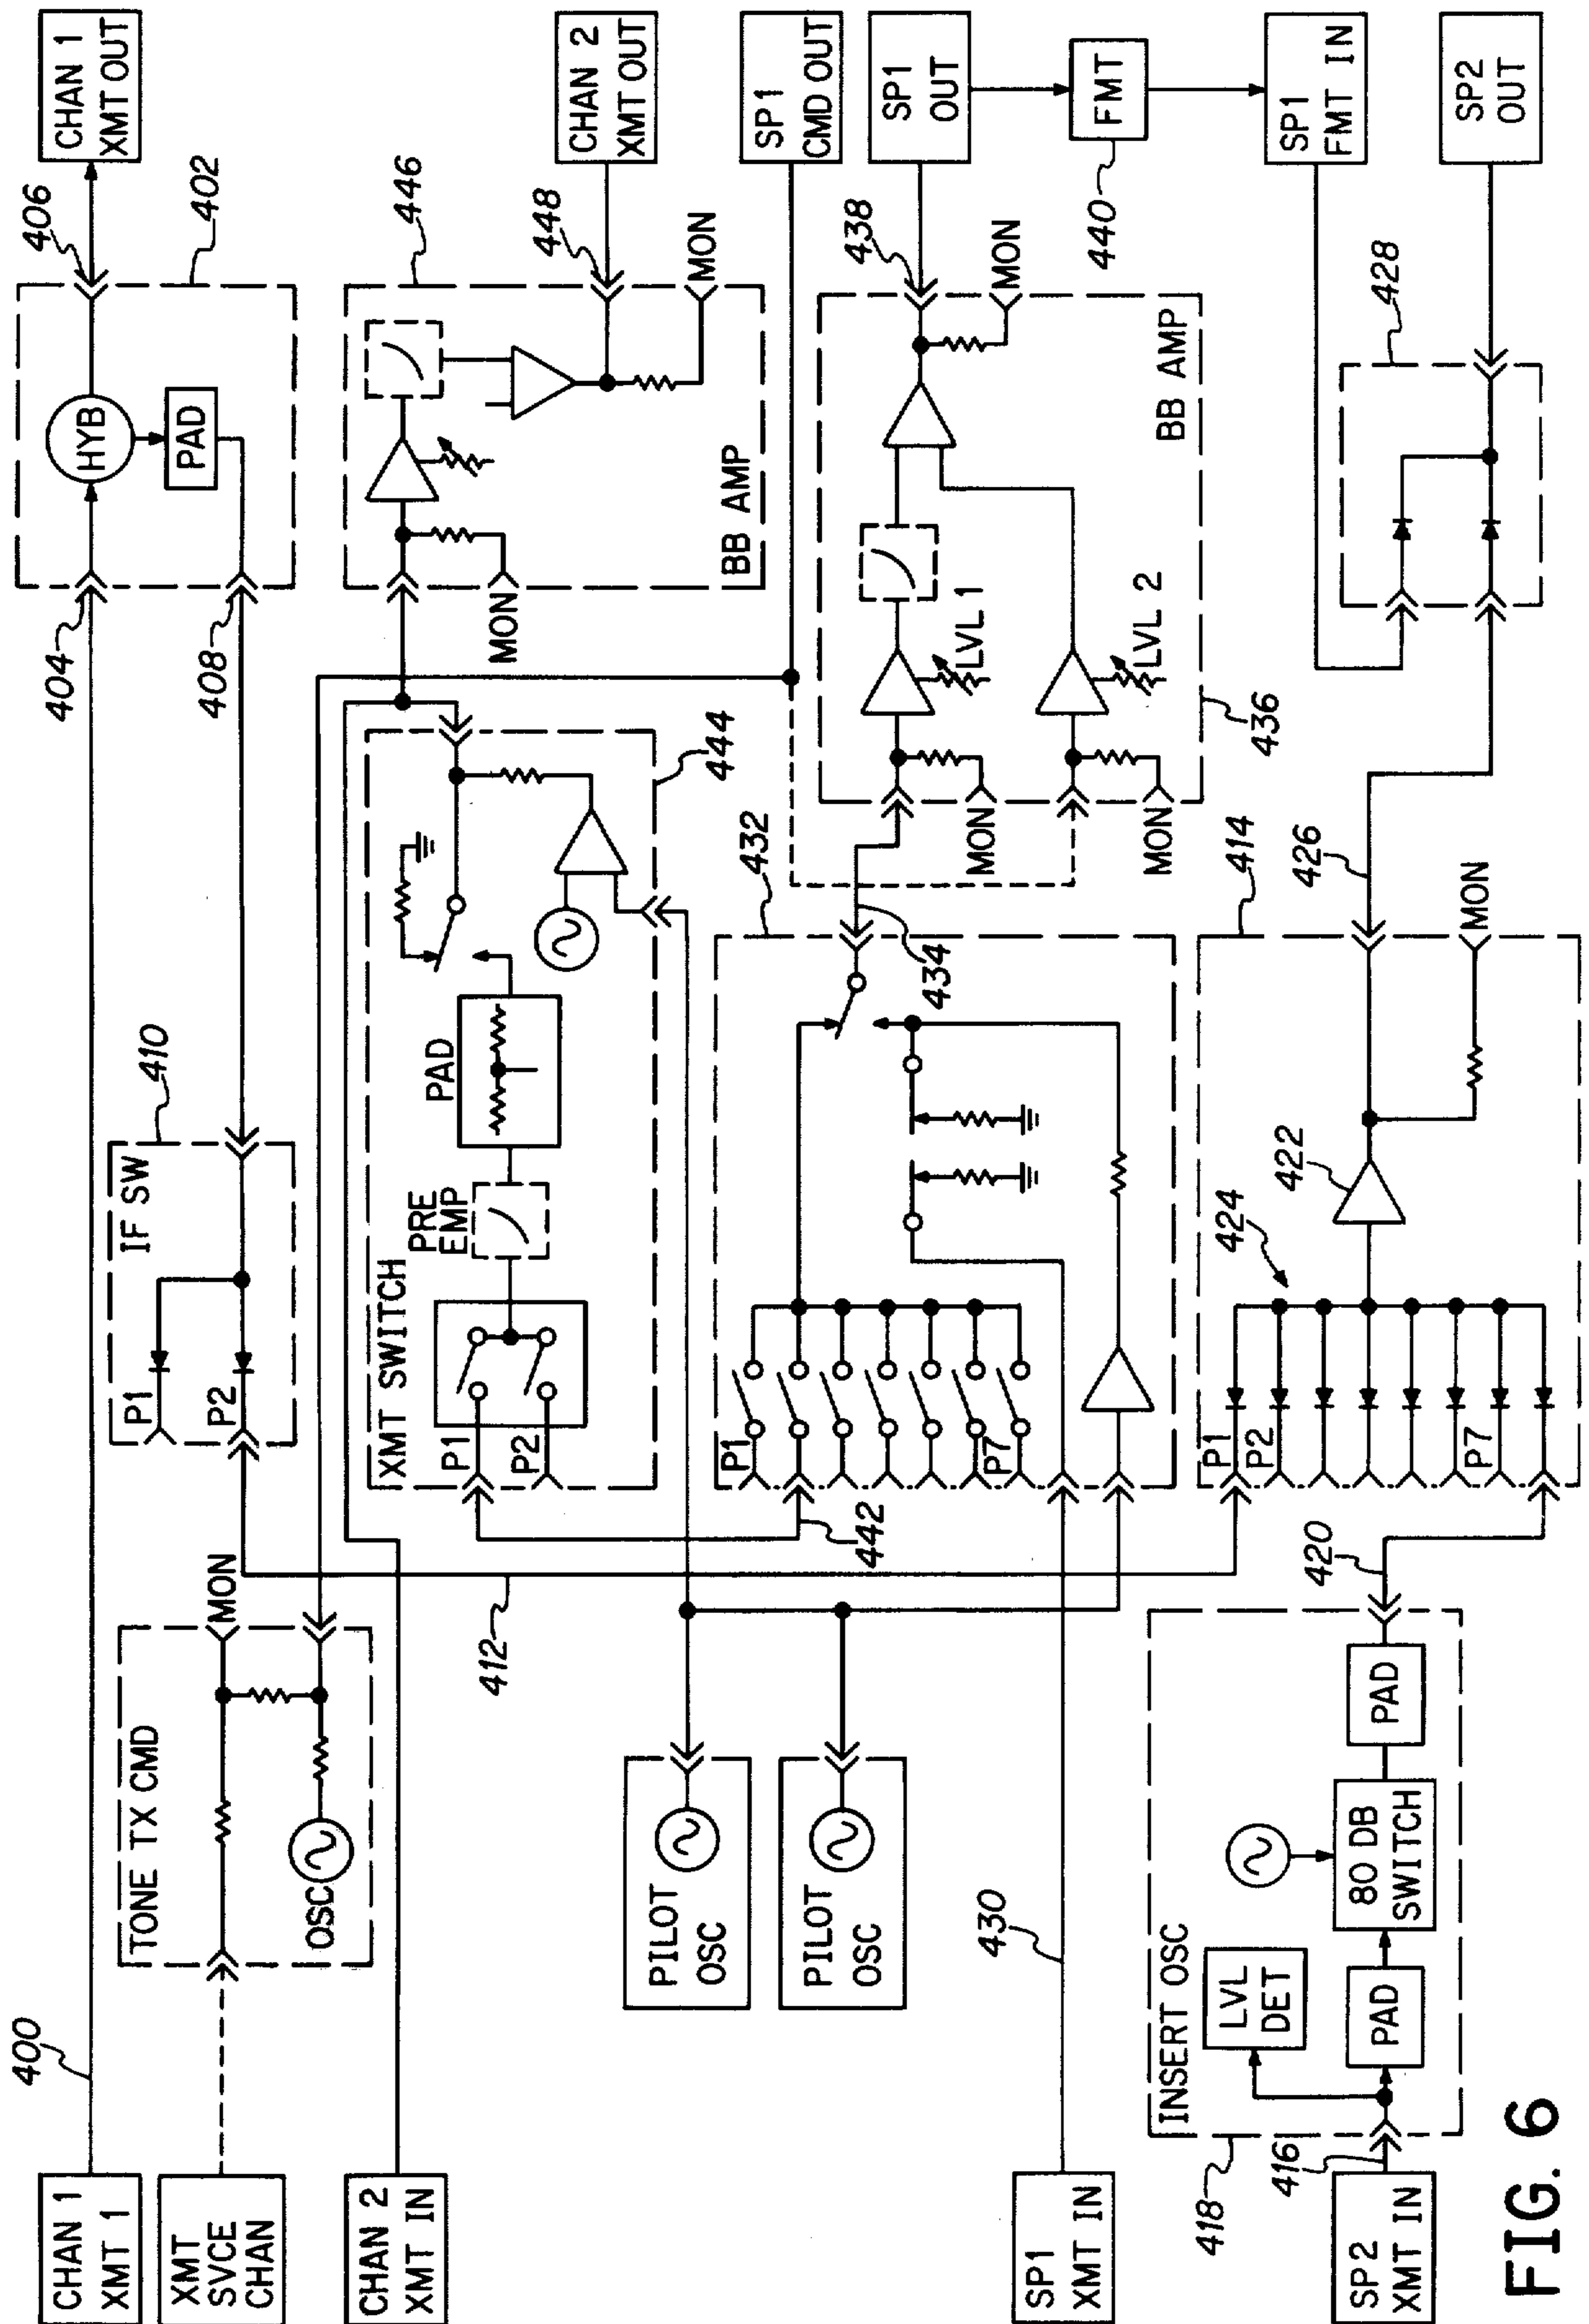 400
CHAN 1
XMT 1
XMT
SVCE
CHAN
CHAN 2
XMT IN
TONE TX CMD
OSC
MON
IF SW
P1
P2
410
404
408
HYB
PAD
406
402
CHAN 1
XMT OUT
412
XMT SWITCH
P1
P2
PRE
EMP
PAD
444
MON
BB AMP
446
448
MON
CHAN 2
XMT OUT
SP1
CMD OUT
PILOT
OSC
PILOT
OSC
442
P1
P7
432
434
MON
MON
LVL 1
LVL 2
436
BB AMP
438
MON
SP1
OUT
FMT
440
SP1
FMT IN
430
SP1
XMT IN
SP2
XMT IN
416
418
INSERT OSC
LVL
DET
PAD
80 DB
SWITCH
PAD
420
P1
P2
P7
424
422
414
MON
426
428
SP2
OUT
FIG. 6